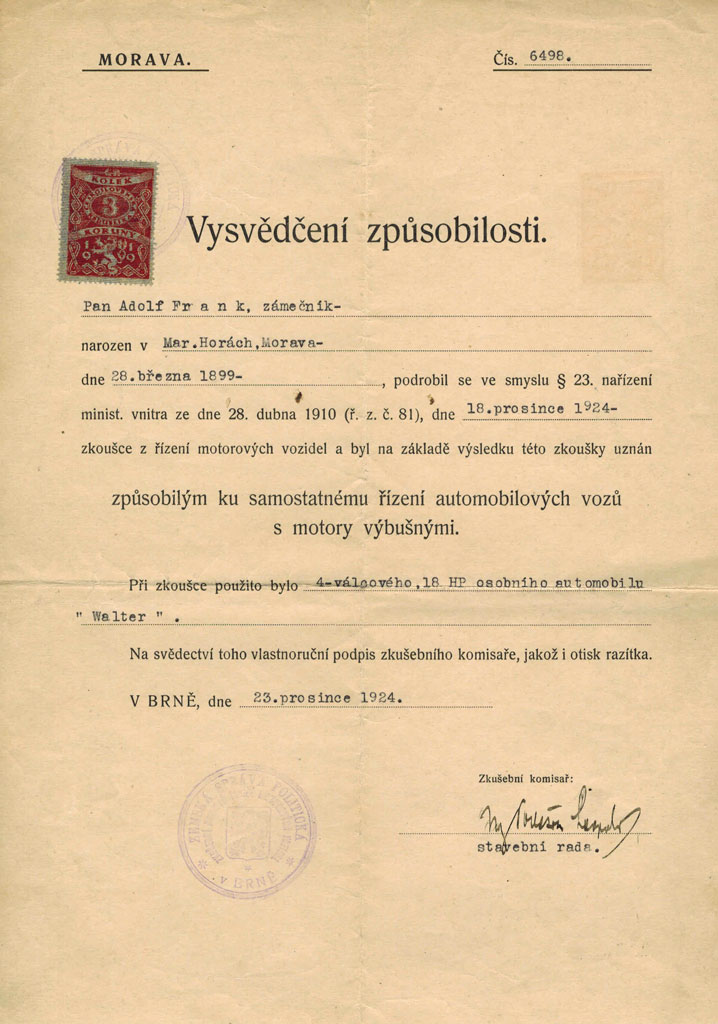 MORAVA.
Čís. 6498.
KOLEK
3
KORUNY
1919
Vysvědčení způsobilosti.
Pan Adolf Fr a n k, zámečník-
narozen v Mar.Horách,Morava-
dne 28.března 1899- , podrobil se ve smyslu § 23. nařízení
minist. vnitra ze dne 28. dubna 1910 (ř. z. č. 81), dne 18.prosince 1924-
zkoušce z řízení motorových vozidel a byl na základě výsledku této zkoušky uznán
způsobilým ku samostatnému řízení automobilových vozů
s motory výbušnými.
Při zkoušce použito bylo 4-válcového,18 HP osobního automobilu
" Walter " .
Na svědectví toho vlastnoruční podpis zkušebního komisaře, jakož i otisk razítka.
V BRNĚ, dne 23.prosince 1924.
Zkušební komisař:
stavební rada.
ZEMSKÁ SPRÁVA POLITICKÁ
v BRNĚ